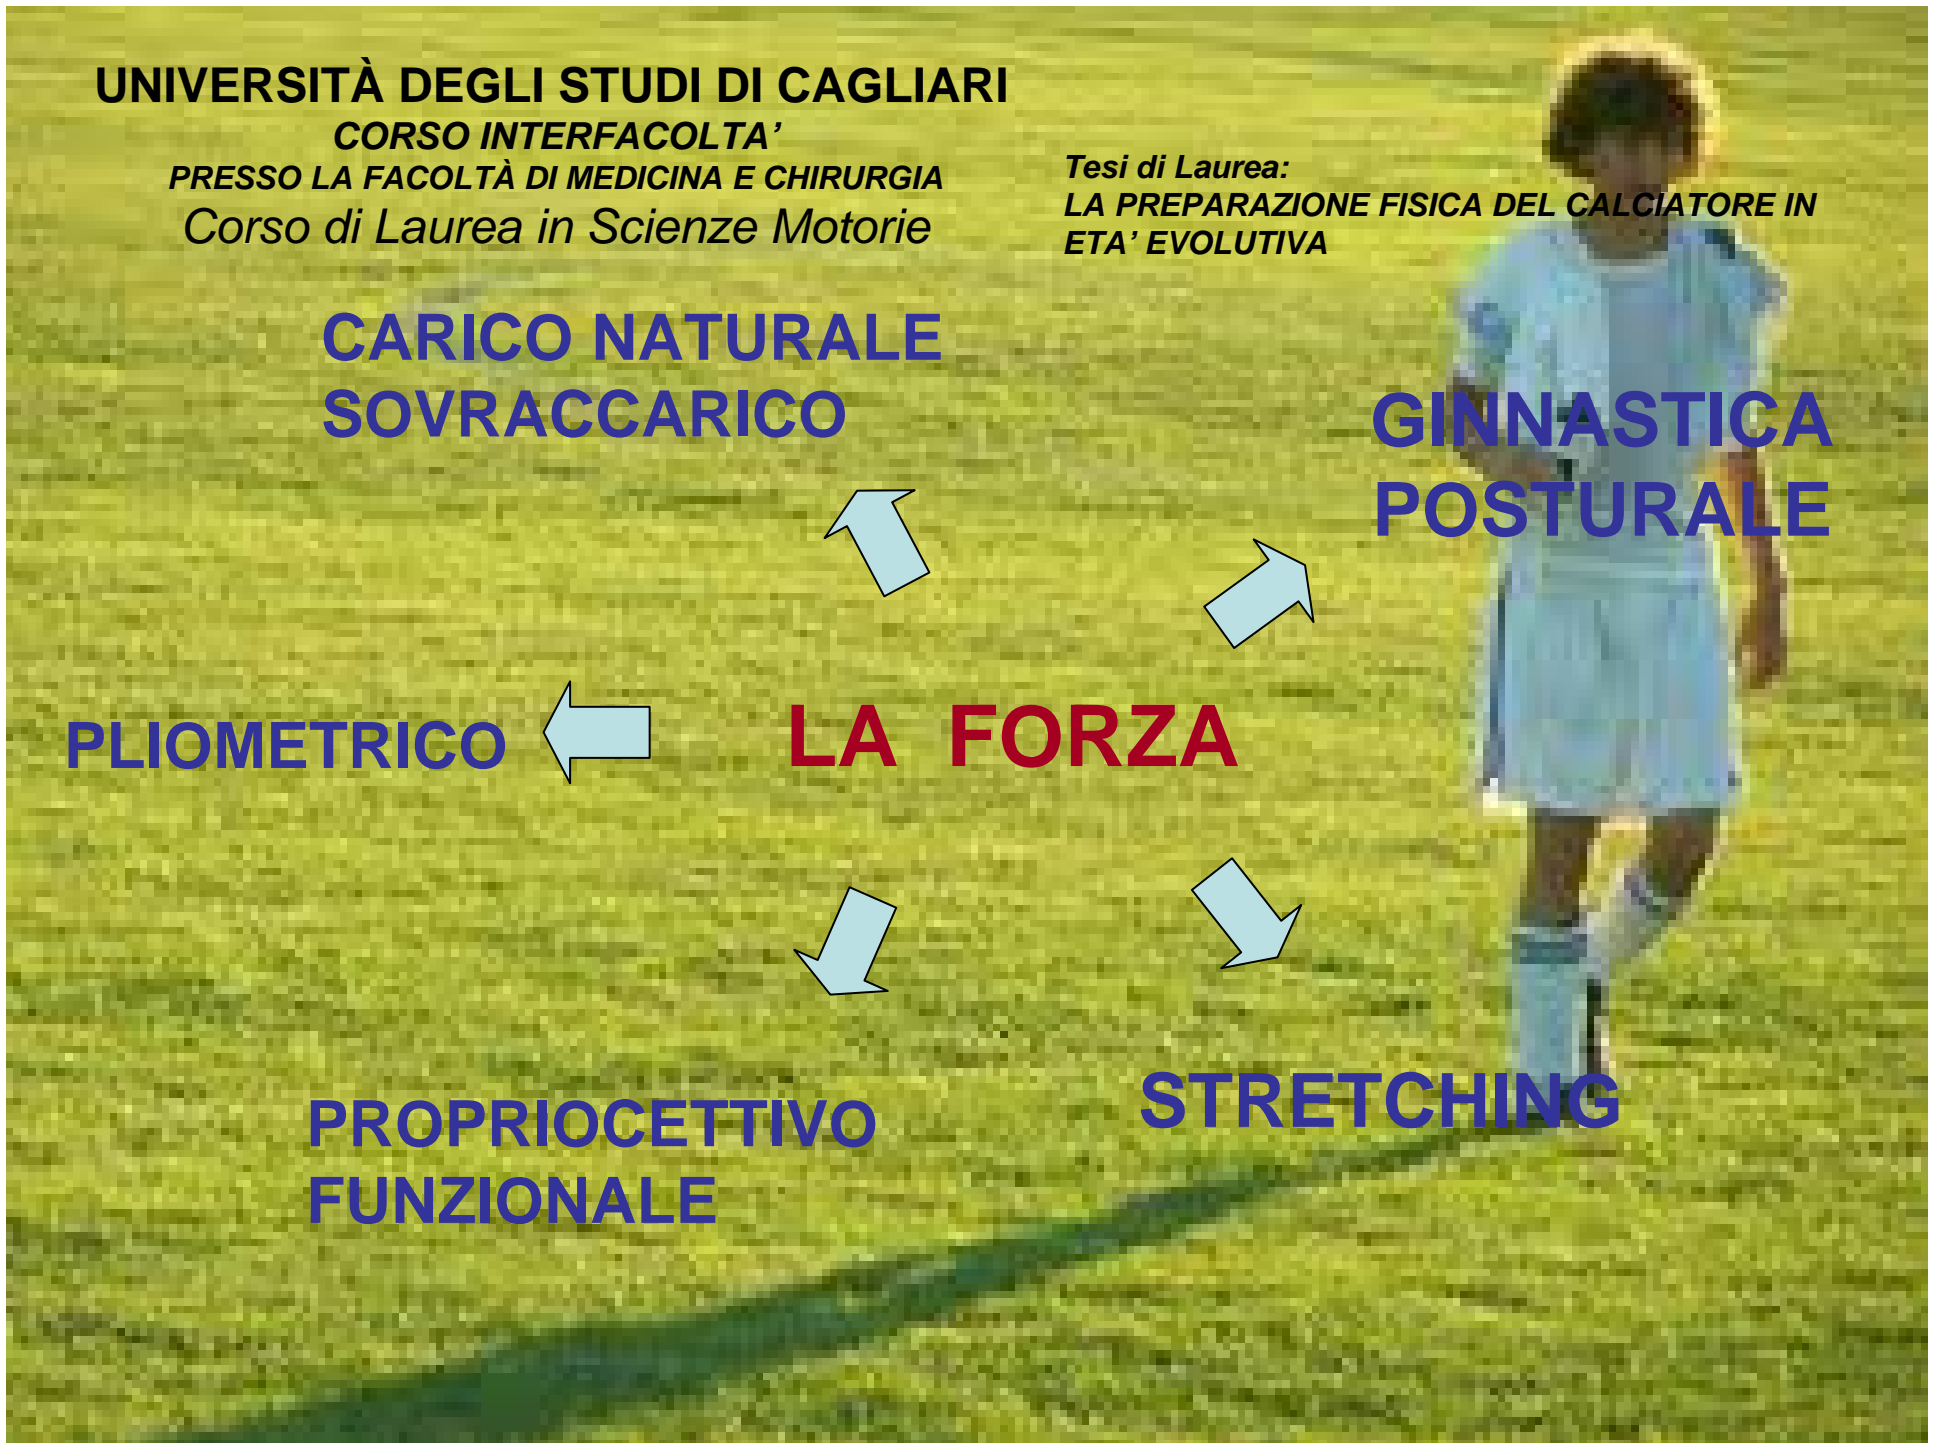 UNIVERSITÀ DEGLI STUDI DI CAGLIARI
CORSO INTERFACOLTA’
PRESSO LA FACOLTÀ DI MEDICINA E CHIRURGIA
Corso di Laurea in Scienze Motorie
Tesi di Laurea:
LA PREPARAZIONE FISICA DEL CALCIATORE IN
ETA’ EVOLUTIVA
CARICO NATURALE
SOVRACCARICO
GINNASTICA
POSTURALE
PLIOMETRICO
LA FORZA
PROPRIOCETTIVO
FUNZIONALE
STRETCHING